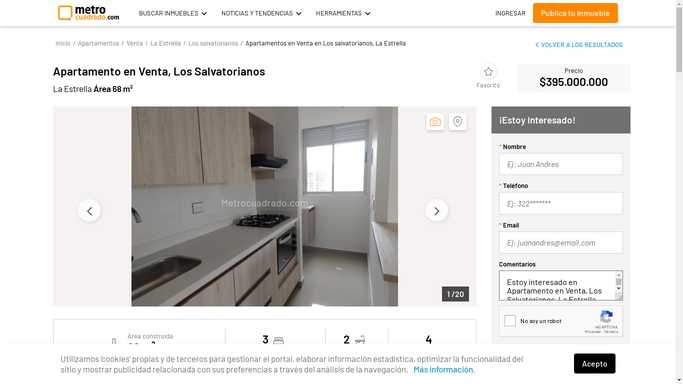 metro
cuadrado.com
BUSCAR INMUEBLES
NOTICIAS Y TENDENCIAS
HERRAMIENTAS
INGRESAR
Publica tu Inmueble
Inicio / Apartamentos / Venta / La Estrella / Los salvatorianos / Apartamentos en Venta en Los salvatorianos, La Estrella
VOLVER A LOS RESULTADOS
Apartamento en Venta, Los Salvatorianos
La Estrella Área 68 m²
Favorito
Precio
$395.000.000
Metrocuadrado.com
1 /20
¡Estoy Interesado!
* Nombre
Ej: Juan Andres
* Teléfono
Ej: 322*******
* Email
Ej: juanandres@email.com
Comentarios
Estoy interesado en
Apartamento en Venta, Los
Salvatorianos, La Estrella
No soy un robot
reCAPTCHA
Privacidad - Términos
Área construida
3
2
4
Utilizamos 'cookies' propias y de terceros para gestionar el portal, elaborar información estadística, optimizar la funcionalidad del
sitio y mostrar publicidad relacionada con sus preferencias a través del análisis de la navegación. Más información.
Acepto